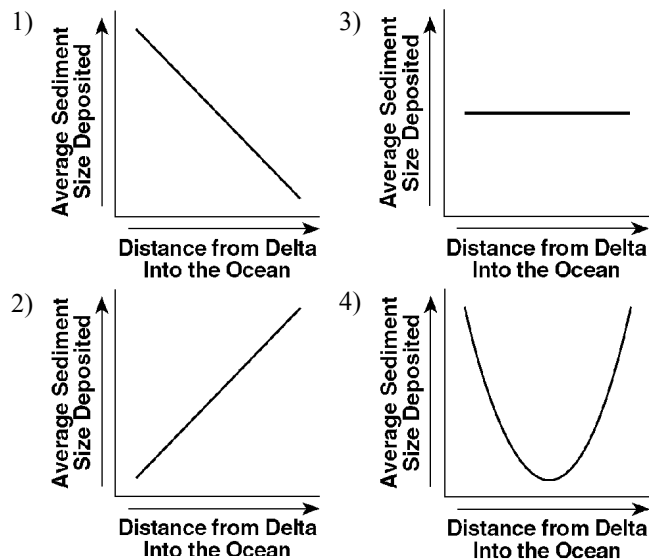 1)
Average Sediment
Size Deposited
Distance from Delta
Into the Ocean
2)
Average Sediment
Size Deposited
Distance from Delta
Into the Ocean
3)
Average Sediment
Size Deposited
Distance from Delta
Into the Ocean
4)
Average Sediment
Size Deposited
Distance from Delta
Into the Ocean